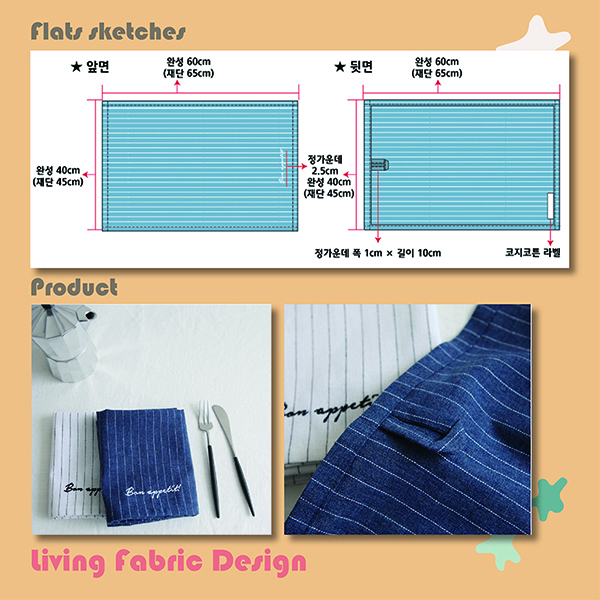 Flats sketches
★ 앞면
완성 60cm
(재단 65cm)
완성 40cm
(재단 45cm)
정가운데
2.5cm
★ 뒷면
완성 60cm
(재단 65cm)
완성 40cm
(재단 45cm)
정가운데 폭 1cm × 길이 10cm
코지코튼 라벨
Product
Bon appetit!
Bon appetit!
Bon appetit!
Living Fabric Design